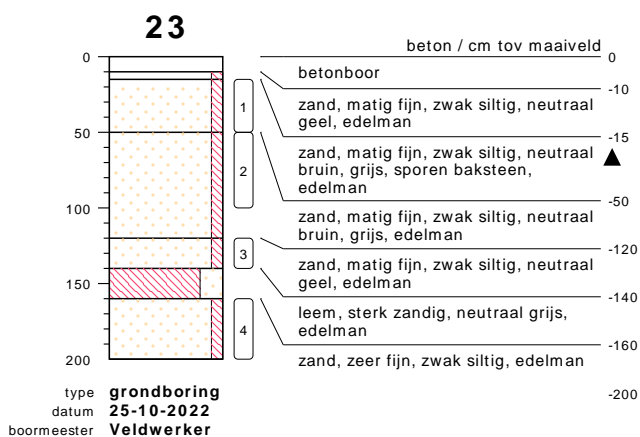 23
beton / cm tov maaiveld
0
0
betonboor
-10
zand, matig fijn, zwak siltig, neutraal
geel, edelman
-15
zand, matig fijn, zwak siltig, neutraal
bruin, grijs, sporen baksteen,
edelman
-50
zand, matig fijn, zwak siltig, neutraal
bruin, grijs, edelman
-120
zand, matig fijn, zwak siltig, neutraal
geel, edelman
-140
leem, sterk zandig, neutraal grijs,
edelman
-160
zand, zeer fijn, zwak siltig, edelman
-200
50
100
150
200
1
2
3
4
type grondboring
datum 25-10-2022
boormeester Veldwerker